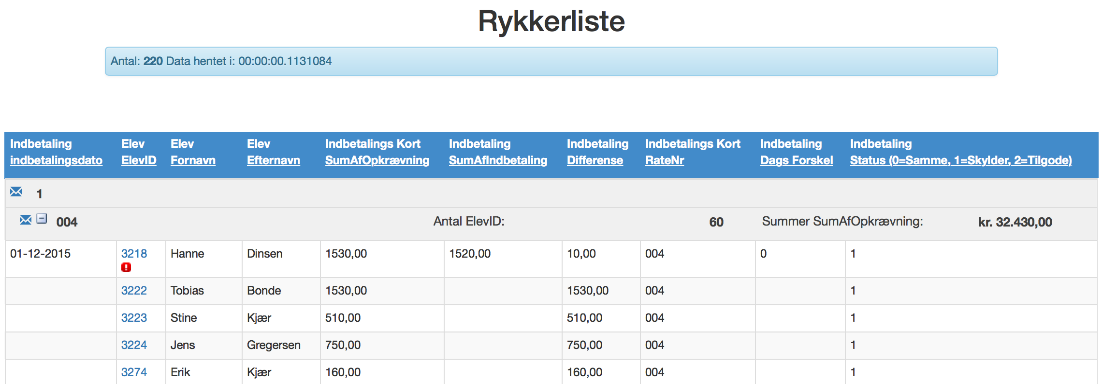 Rykkerliste
Antal: 220 Data hentet i: 00:00:00.1131084
Indbetaling Elev Elev Elev Indbetalings Kort Indbetaling Indbetaling Indbetalings Kort Indbetaling Indbetaling
indbetalingsdato ElevID Fornavn Efternavn SumAfOpkrævning SumAfIndbetaling Differense RateNr Dags Forskel Status (0=Samme, 1=Skylder, 2=Tilgode)
1
004 Antal ElevID: 60 Summer SumAfOpkrævning: kr. 32.430,00
01-12-2015 3218 Hanne Dinsen 1530,00 1520,00 10,00 004 0 1
3222 Tobias Bonde 1530,00 1530,00 004 1
3223 Stine Kjær 510,00 510,00 004 1
3224 Jens Gregersen 750,00 750,00 004 1
3274 Erik Kjær 160,00 160,00 004 1